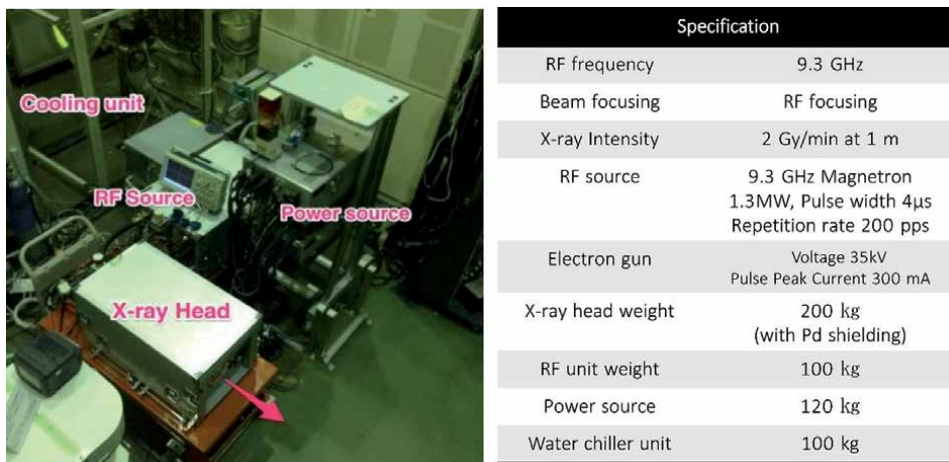 Cooling unit
RF Source
Power source
X-ray Head
Specification
RF frequency 9.3 GHz
Beam focusing RF focusing
X-ray Intensity 2 Gy/min at 1 m
RF source 9.3 GHz Magnetron
1.3MW, Pulse width 4μs
Repetition rate 200 pps
Electron gun Voltage 35kV
Pulse Peak Current 300 mA
X-ray head weight 200 kg
(with Pd shielding)
RF unit weight 100 kg
Power source 120 kg
Water chiller unit 100 kg